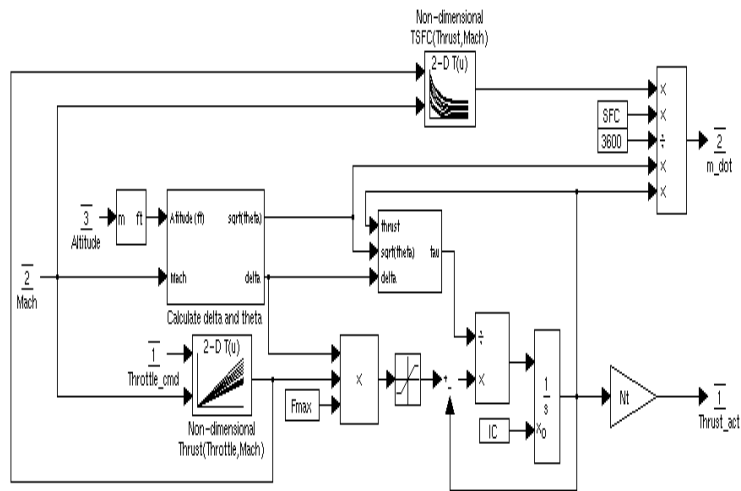 Non-dimensional
TSFC(Thrust,Mach)
2-D T(u)
SFC
3600
×
×
÷
×
×
2
m_dot
3
Altitude
m ft
Altitude (ft)
sqrt(theta)
Mach
delta
Calculate delta and theta
thrust
sqrt(theta)
delta
tau
2
Mach
1
Throttle_cmd
2-D T(u)
Non-dimensional
Thrust(Throttle,Mach)
Fmax
×
+
-
÷
×
IC
1
s
xo
Nt
1
Thrust_act